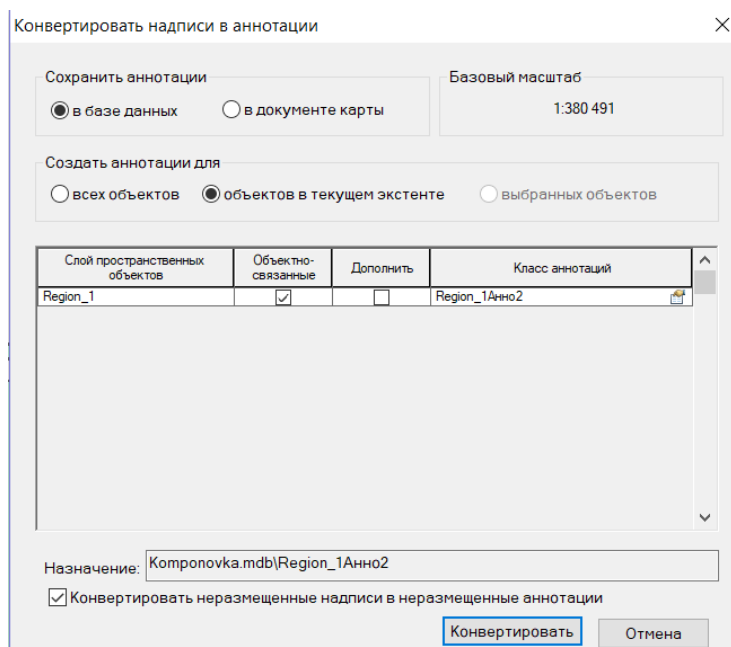 Конвертировать надписи в аннотации
Сохранить аннотации
в базе данных
в документе карты
Базовый масштаб
1:380 491
Создать аннотации для
всех объектов
объектов в текущем экстенте
выбранных объектов
Слой пространственных
объектов
Объектно-
связанные
Дополнить
Класс аннотаций
Region_1
Region_1Анно2
Назначение:
Komponovka.mdb\Region_1Анно2
Конвертировать неразмещенные надписи в неразмещенные аннотации
Конвертировать
Отмена